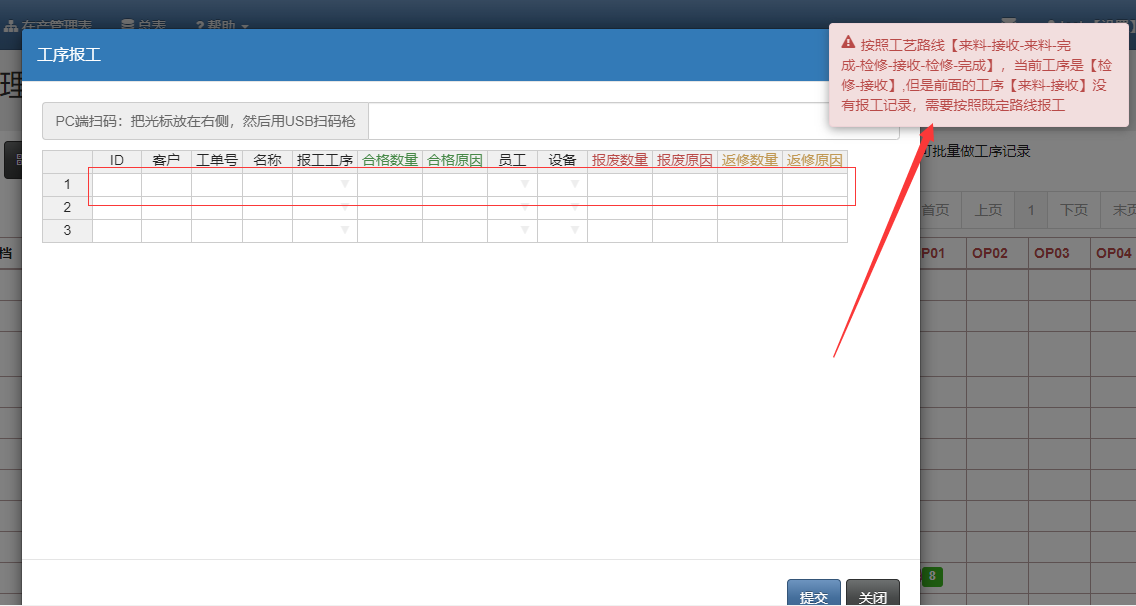 在产管理表 总表 ? 帮助
工序报工
按照工艺路线【来料-接收-来料-完
成-检修-接收-检修-完成】，当前工序是【检
修-接收】,但是前面的工序【来料-接收】没
有报工记录，需要按照既定路线报工
理
PC端扫码：把光标放在右侧，然后用USB扫码枪
可批量做工序记录
ID 客户 工单号 名称 报工工序 合格数量 合格原因 员工 设备 报废数量 报废原因 返修数量 返修原因
1
2
3
首页 上页 1 下页 末页
档
P01 OP02 OP03 OP04
8
提交 关闭